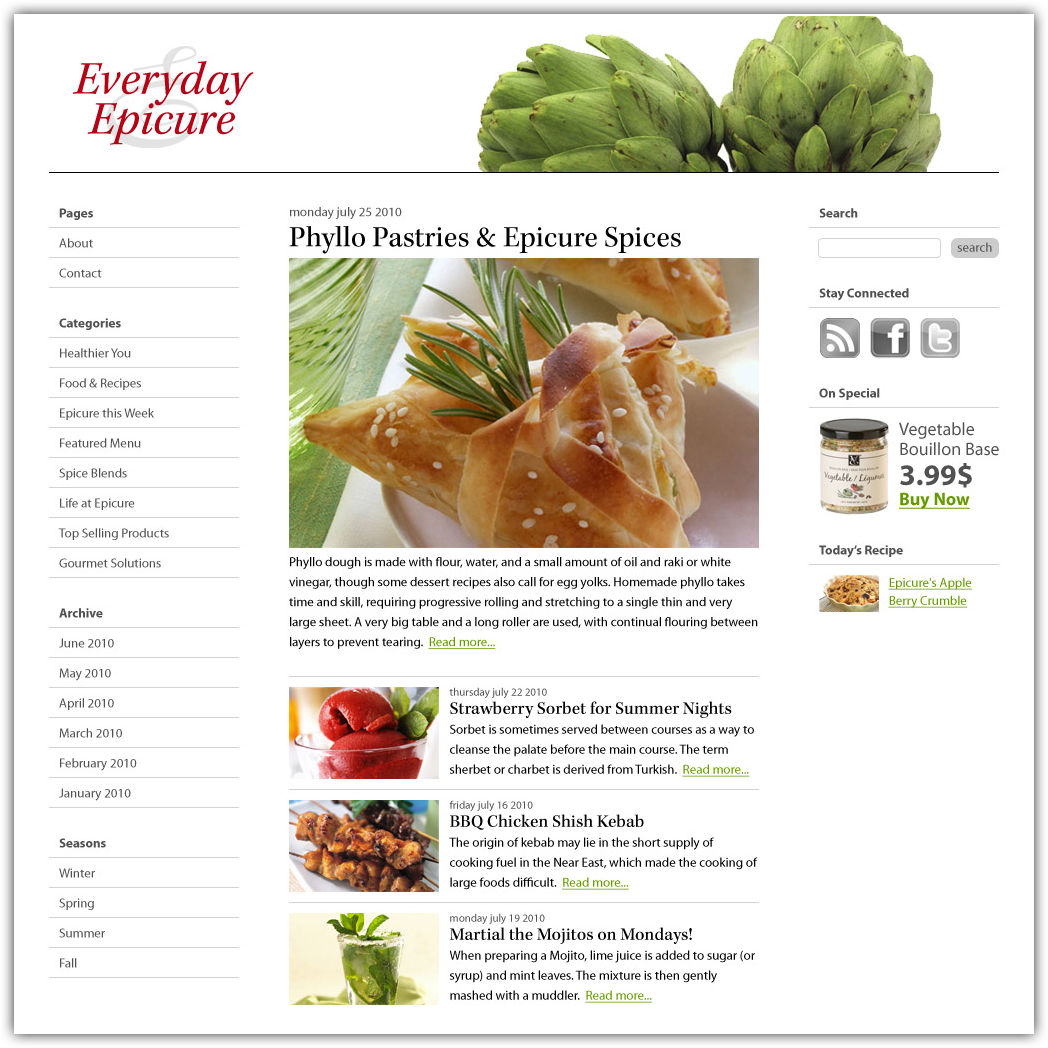 Everyday
Epicure
Pages
About
Contact
Categories
Healthier You
Food & Recipes
Epicure this Week
Featured Menu
Spice Blends
Life at Epicure
Top Selling Products
Gourmet Solutions
Archive
June 2010
May 2010
April 2010
March 2010
February 2010
January 2010
Seasons
Winter
Spring
Summer
Fall
monday july 25 2010
Phyllo Pastries & Epicure Spices
Phyllo dough is made with flour, water, and a small amount of oil and raki or white
vinegar, though some dessert recipes also call for egg yolks. Homemade phyllo takes
time and skill, requiring progressive rolling and stretching to a single thin and very
large sheet. A very big table and a long roller are used, with continual flouring between
layers to prevent tearing. Read more...
thursday july 22 2010
Strawberry Sorbet for Summer Nights
Sorbet is sometimes served between courses as a way to
cleanse the palate before the main course. The term
sherbet or charbet is derived from Turkish. Read more...
friday july 16 2010
BBQ Chicken Shish Kebab
The origin of kebab may lie in the short supply of
cooking fuel in the Near East, which made the cooking of
large foods difficult. Read more...
monday july 19 2010
Martial the Mojitos on Mondays!
When preparing a Mojito, lime juice is added to sugar (or
syrup) and mint leaves. The mixture is then gently
mashed with a muddler. Read more...
Search
search
Stay Connected
On Special
Vegetable / Légumes
Vegetable
Bouillon Base
3.99$
Buy Now
Today's Recipe
Epicure's Apple
Berry Crumble